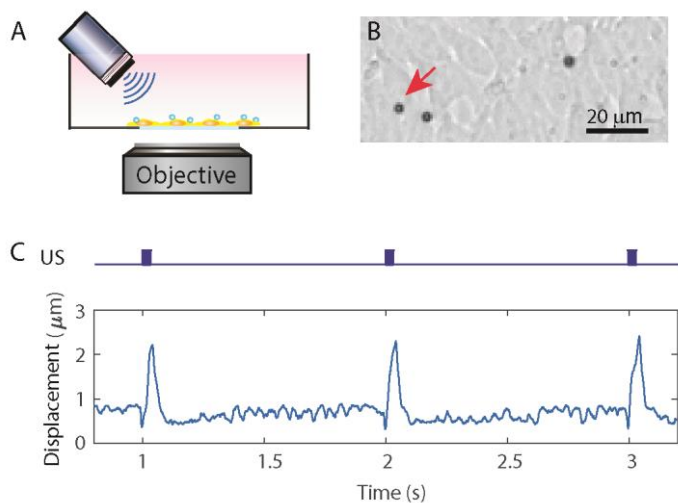 A
B
Objective
20 μm
C
US
Displacement (μm)
3
2
1
0
1
1.5
2
2.5
3
Time (s)